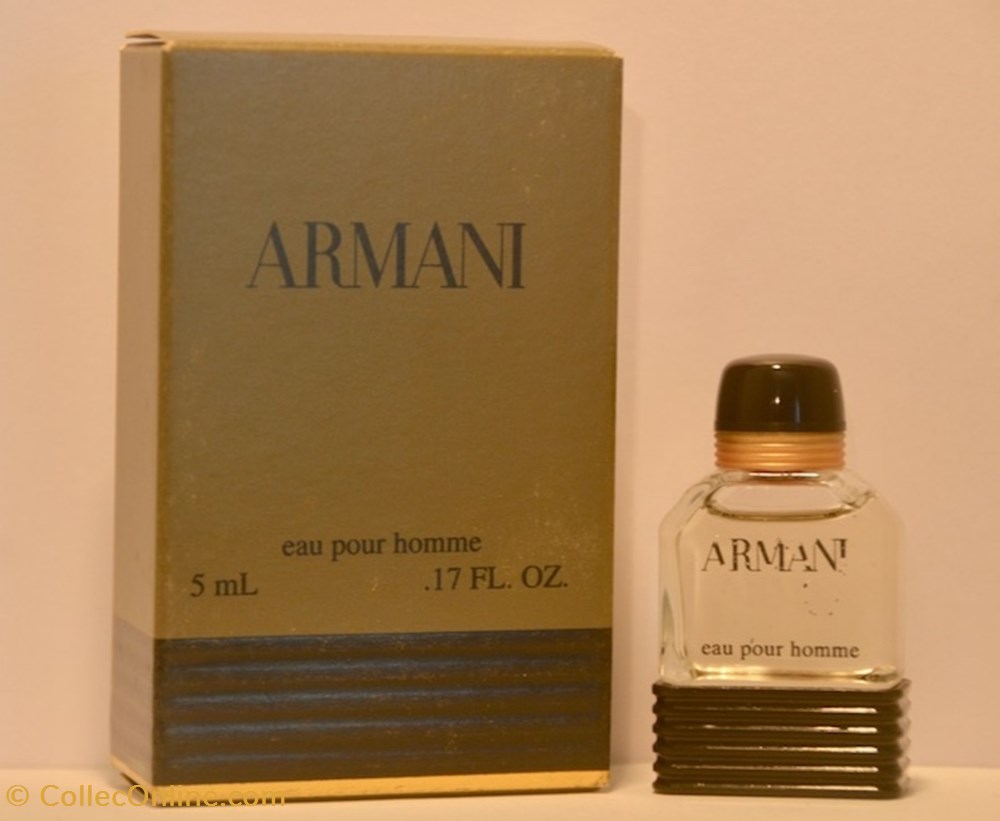 ARMANI
eau pour homme
5 mL .17 FL. OZ.
ARMANI
eau pour homme
© CollecOnline.com